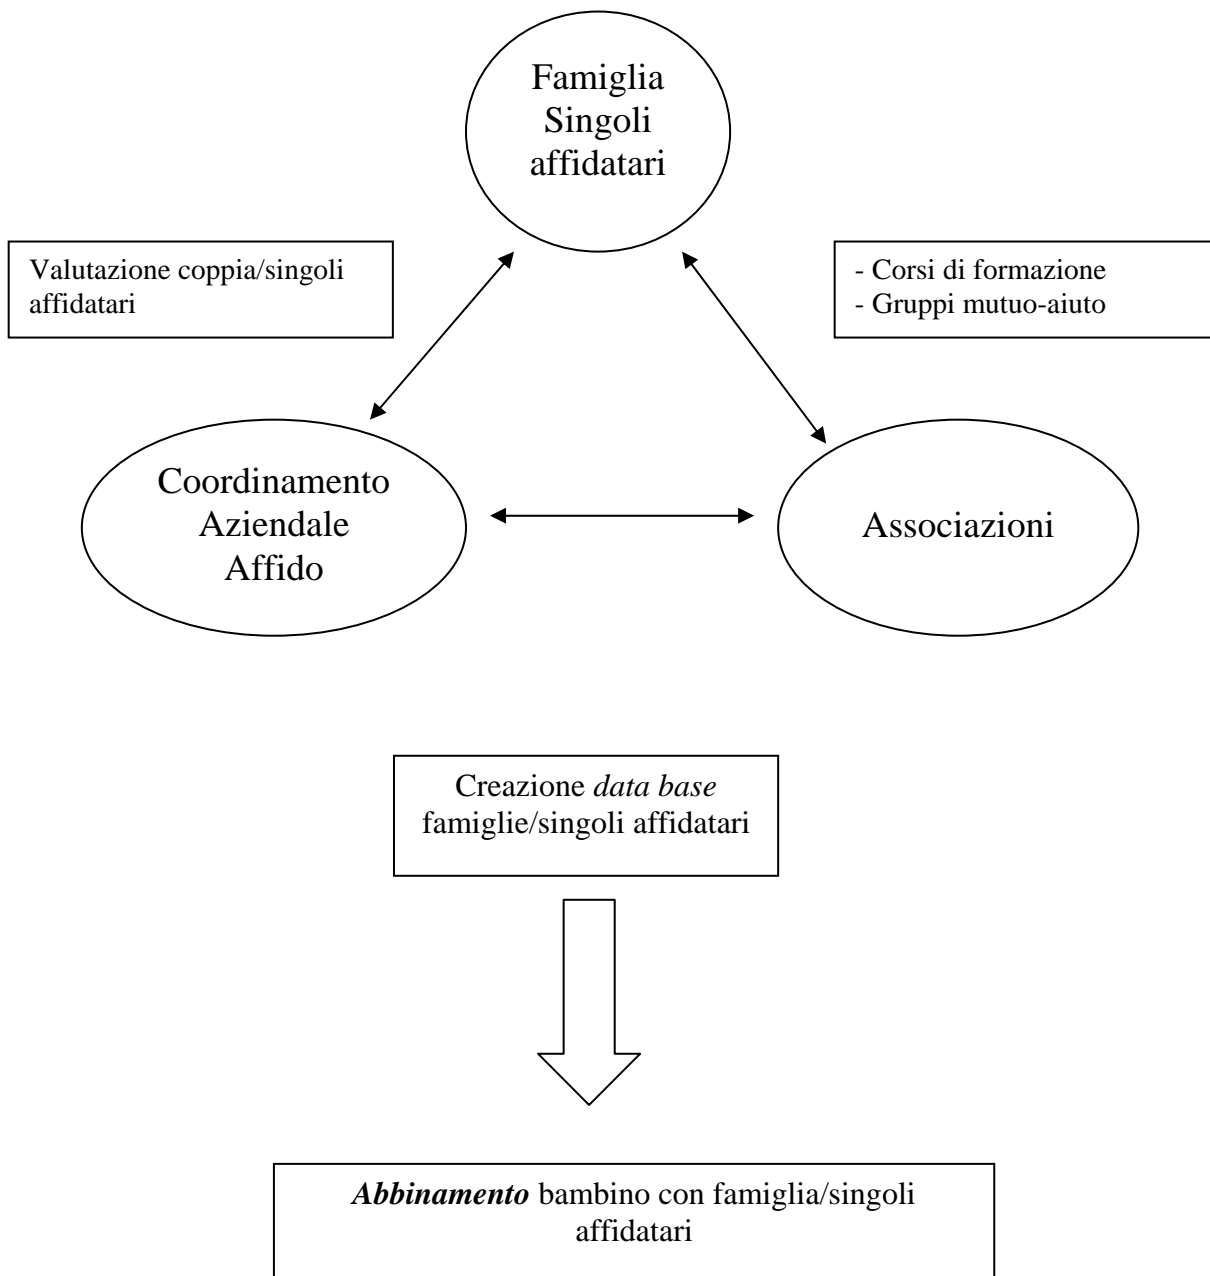 Famiglia
Singoli
affidatari
Valutazione coppia/singoli
affidatari
- Corsi di formazione
- Gruppi mutuo-aiuto
Coordinamento
Aziendale
Affido
Associazioni
Creazione data base
famiglie/singoli affidatari
Abbinamento bambino con famiglia/singoli
affidatari